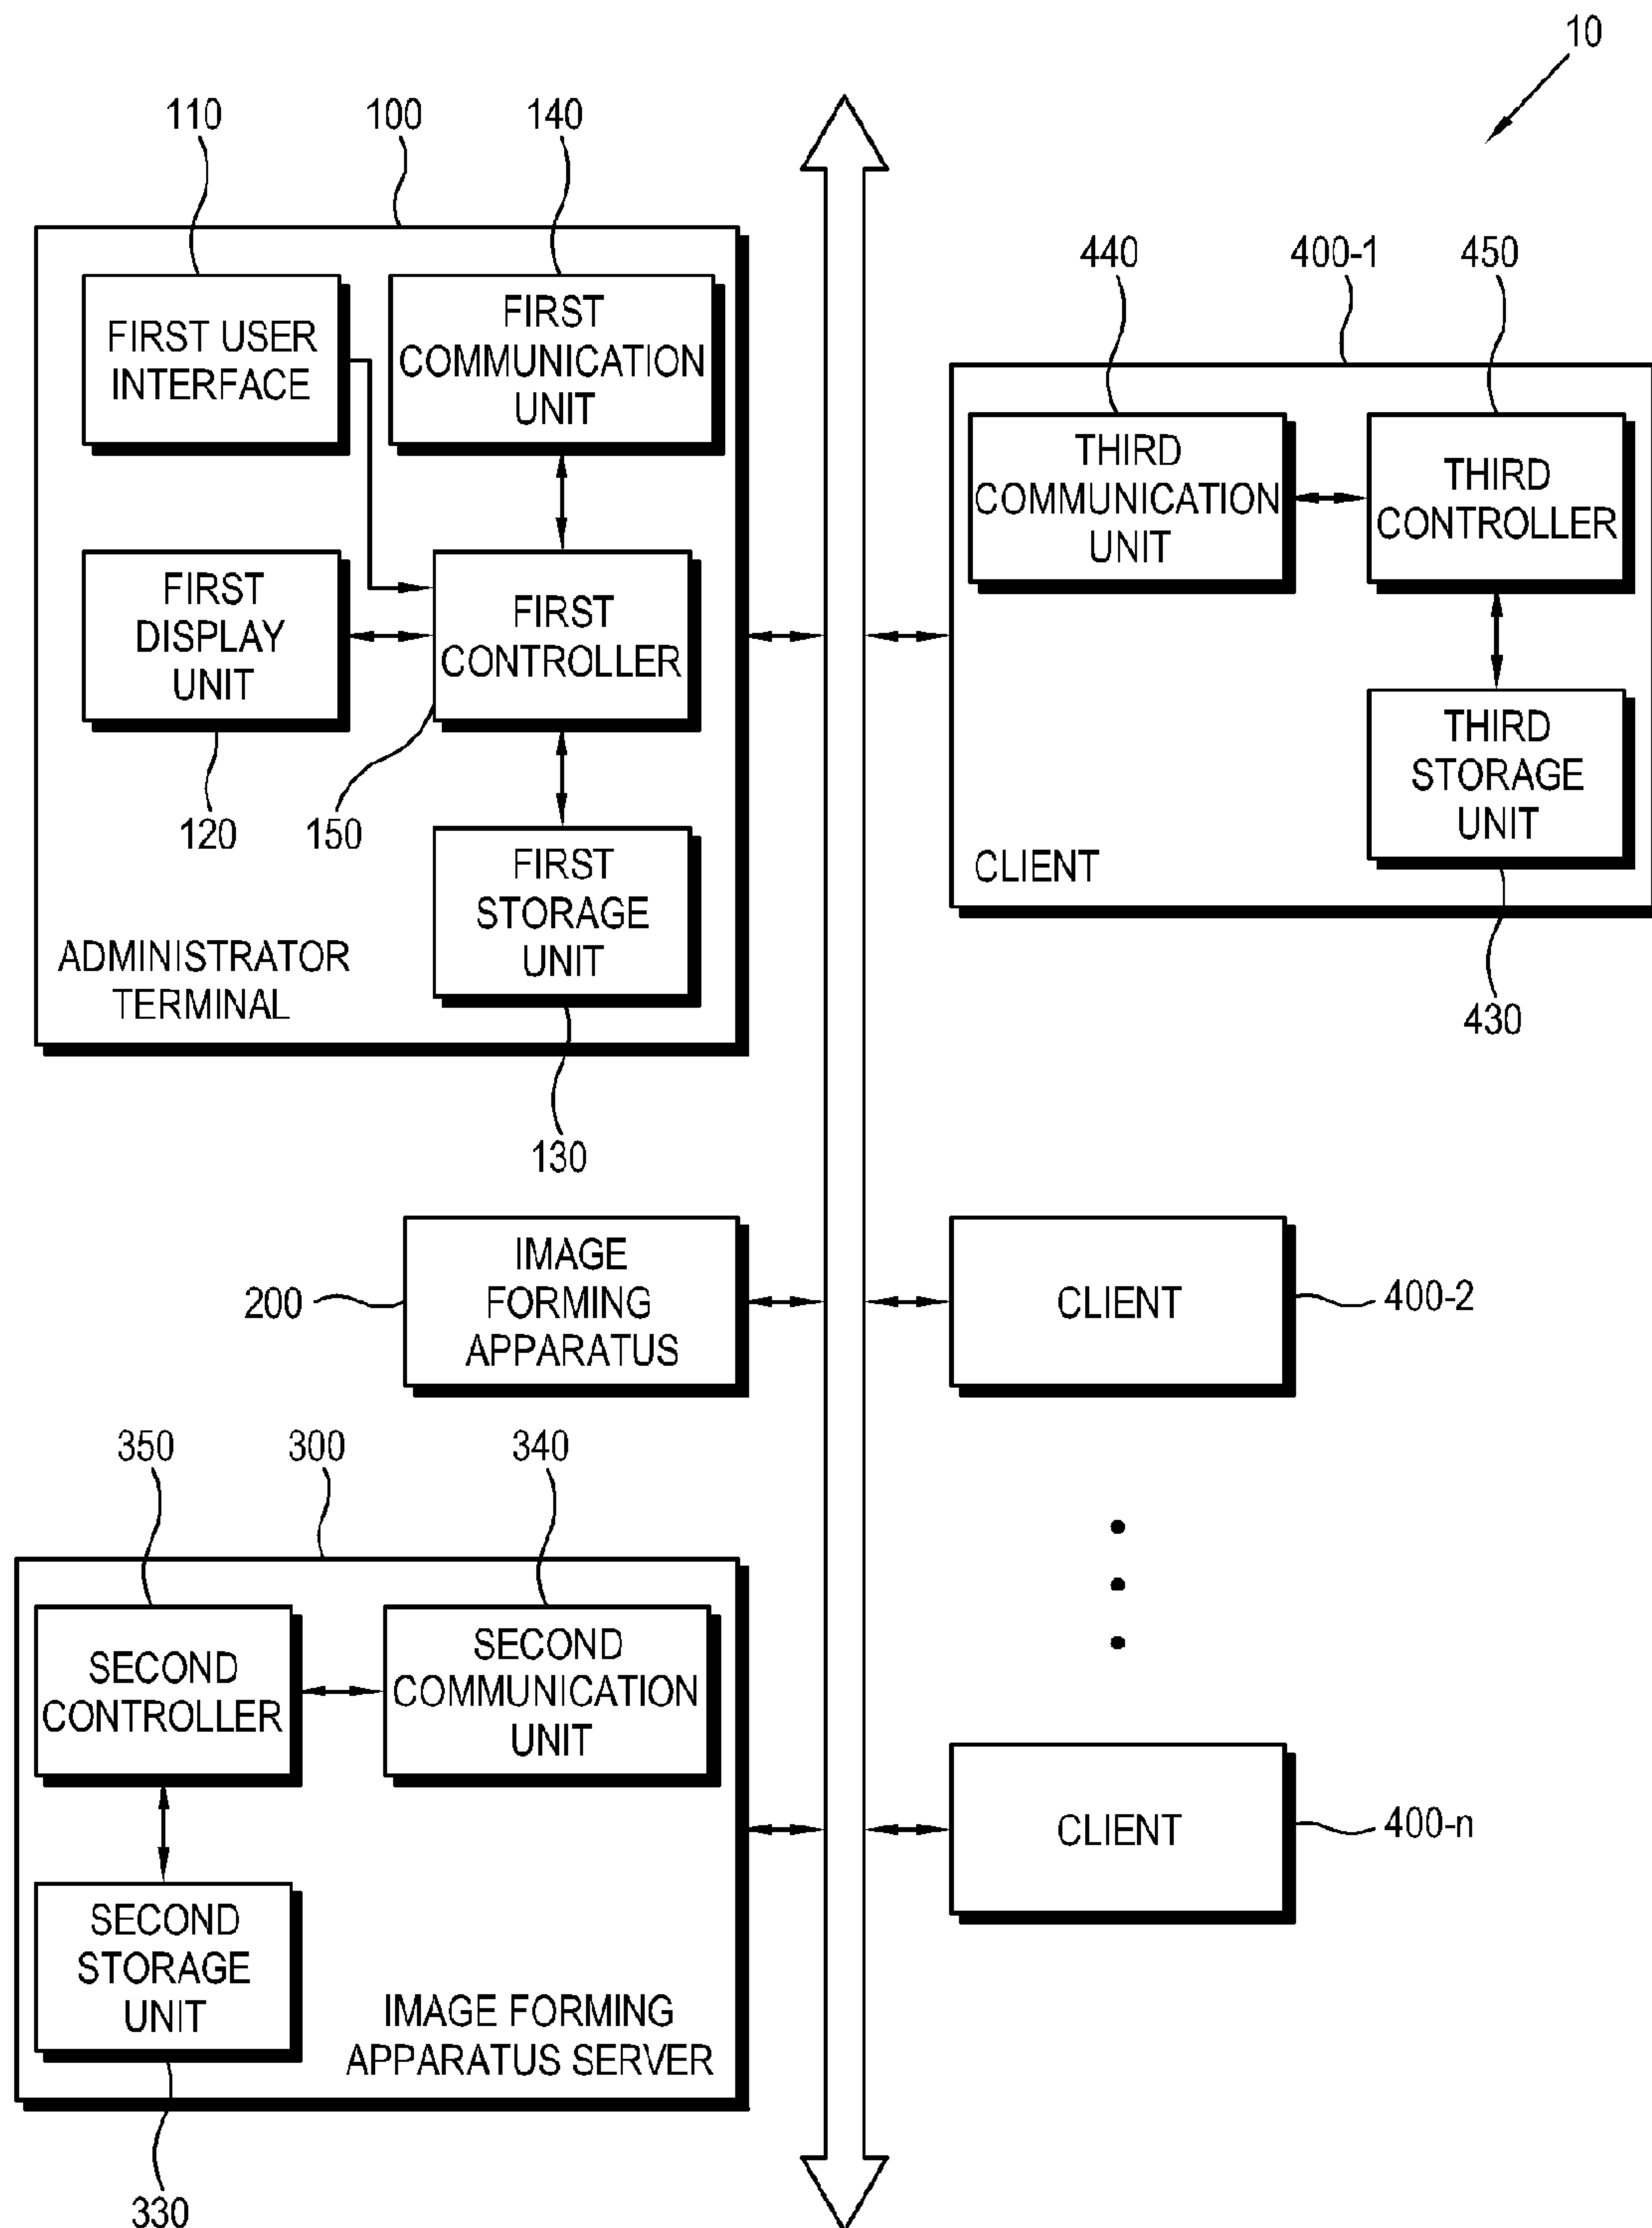 10
110
100
140
FIRST USER
INTERFACE
FIRST
COMMUNICATION
UNIT
FIRST
DISPLAY
UNIT
FIRST
CONTROLLER
120
150
FIRST
STORAGE
UNIT
ADMINISTRATOR
TERMINAL
130
440
400-1
450
THIRD
COMMUNICATION
UNIT
THIRD
CONTROLLER
THIRD
STORAGE
UNIT
CLIENT
430
200
IMAGE
FORMING
APPARATUS
CLIENT
400-2
350
300
340
SECOND
CONTROLLER
SECOND
COMMUNICATION
UNIT
SECOND
STORAGE
UNIT
IMAGE FORMING
APPARATUS SERVER
330
CLIENT
400-n